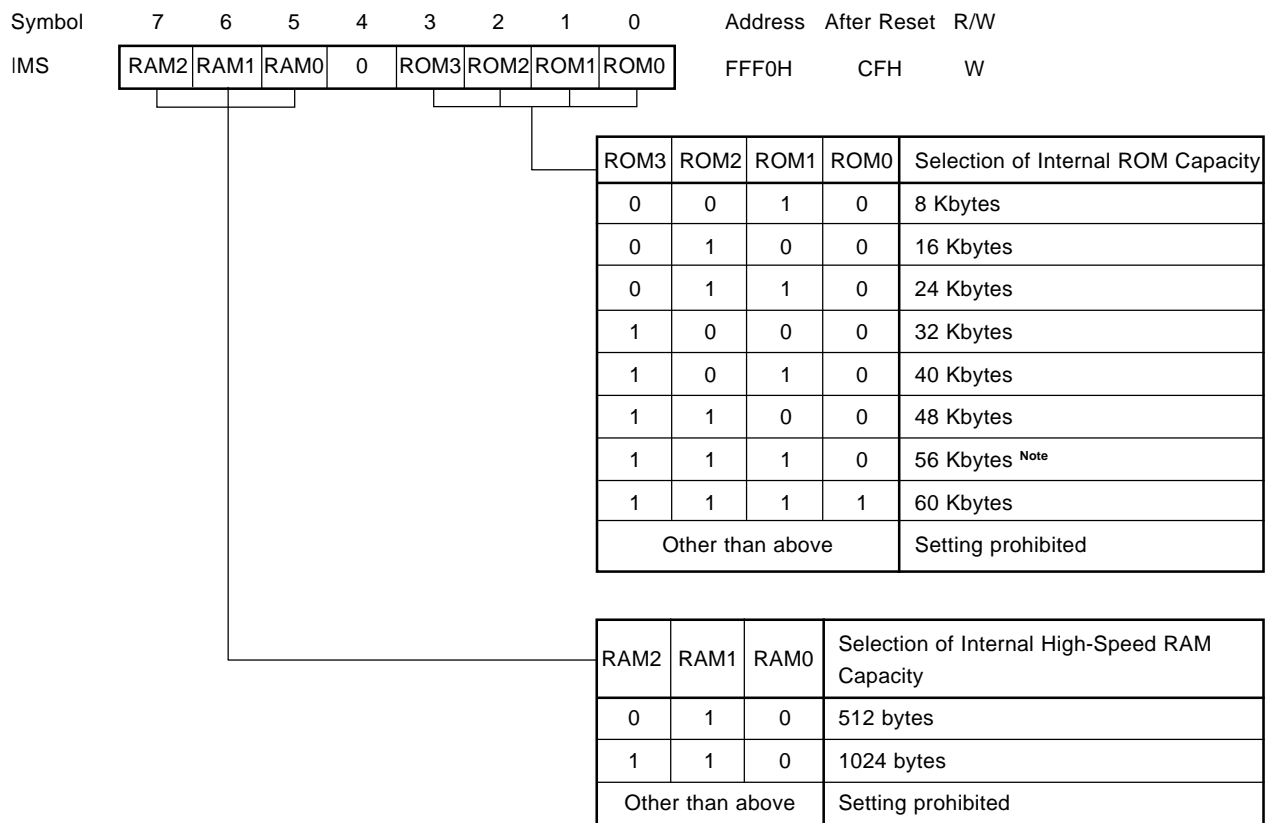 Symbol 7 6 5 4 3 2 1 0 Address After Reset R/W
IMS RAM2 RAM1 RAM0 0 ROM3 ROM2 ROM1 ROM0 FFF0H CFH W
ROM3 ROM2 ROM1 ROM0 Selection of Internal ROM Capacity
0 0 1 0 8 Kbytes
0 1 0 0 16 Kbytes
0 1 1 0 24 Kbytes
1 0 0 0 32 Kbytes
1 0 1 0 40 Kbytes
1 1 0 0 48 Kbytes
1 1 1 0 56 Kbytes Note
1 1 1 1 60 Kbytes
Other than above Setting prohibited
RAM2 RAM1 RAM0 Selection of Internal High-Speed RAM
Capacity
0 1 0 512 bytes
1 1 0 1024 bytes
Other than above Setting prohibited